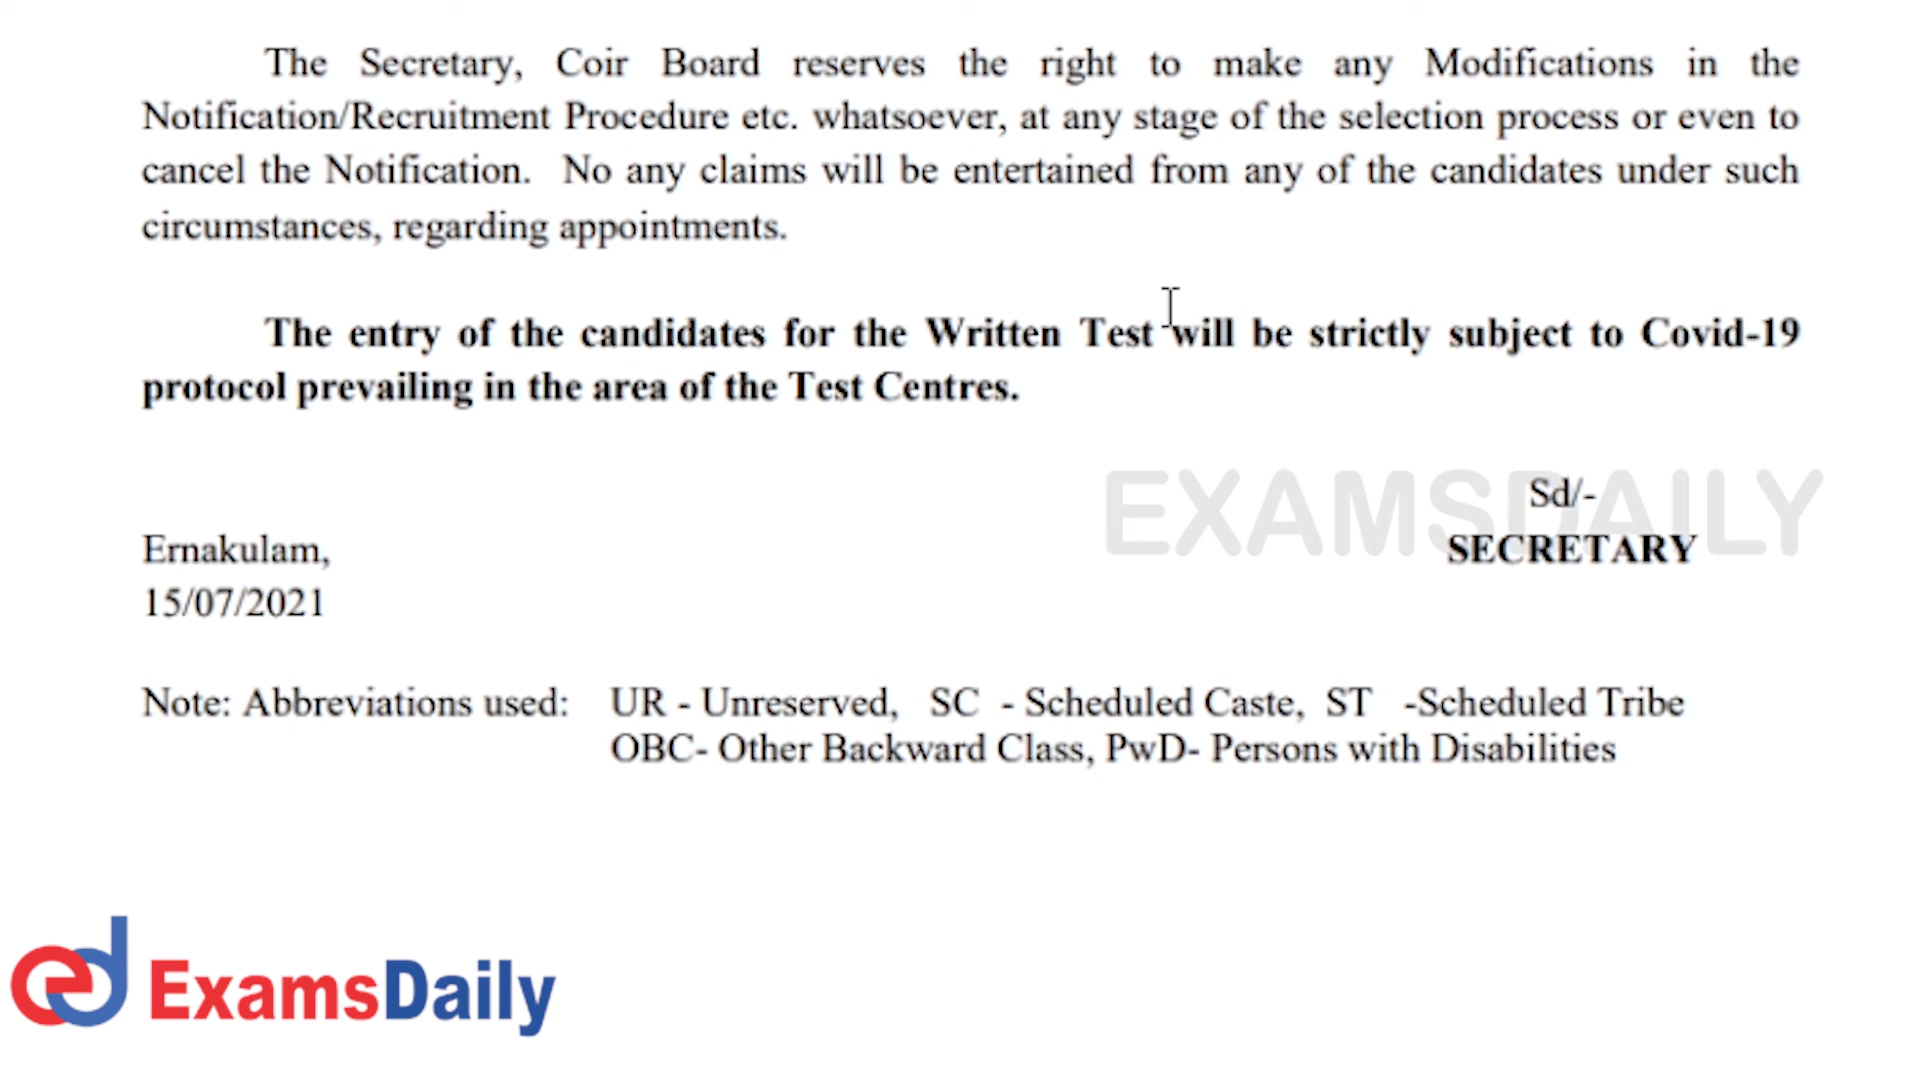 The Secretary, Coir Board reserves the right to make any Modifications in the
Notification/Recruitment Procedure etc. whatsoever, at any stage of the selection process or even to
cancel the Notification. No any claims will be entertained from any of the candidates under such
circumstances, regarding appointments.
The entry of the candidates for the Written Test will be strictly subject to Covid-19
protocol prevailing in the area of the Test Centres.
EXAMSDAILY
Sd/-
Ernakulam,
SECRETARY
15/07/2021
Note: Abbreviations used: UR - Unreserved, SC - Scheduled Caste, ST -Scheduled Tribe
OBC- Other Backward Class, PwD- Persons with Disabilities
ed ExamsDaily